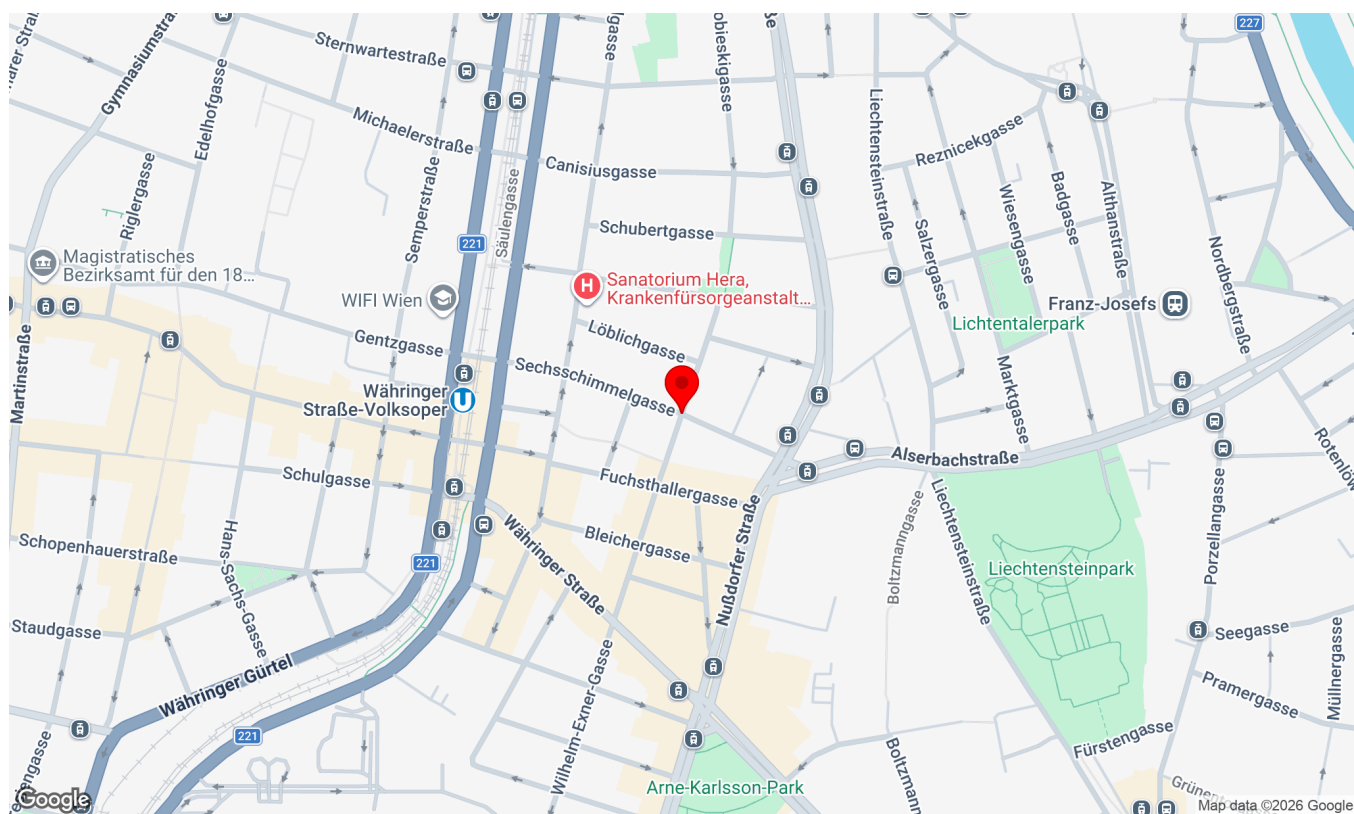 Sternwartestraße
Gymnasiumstraße
Edelhofgasse
Michaelerstraße
Canisiusgasse
227
Liechtensteinstraße
Reznicekgasse
Riglergasse
Semperstraße
Säulengasse
Schubertgasse
Salzergasse
Wiesengasse
Badgasse
Althanstraße
Nordbergstraße
221
Magistratisches
Bezirksamt für den 18...
WIFI Wien
Sanatorium Hera,
Krankenfürsorgeanstalt...
Franz-Josefs
Lichtentalerpark
Löblichgasse
Gentzgasse
Sechsschimmelgasse
Martinstraße
Währinger
Straße-Volksoper
U
H
Marktgasse
Alserbachstraße
Schulgasse
Fuchsthallergasse
Schopenhauerstraße
Hans-Sachs-Gasse
221
Bleichergasse
Währinger Straße
Nußdorfer Straße
Boltzmanngasse
Liechtensteinstraße
Liechtensteinpark
Porzellangasse
Staudgasse
Seegasse
Müllnergasse
Währinger Gürtel
221
Wilhelm-Exner-Gasse
Pramergasse
Fürstengasse
Arne-Karlsson-Park
Google
Map data ©2026 Google